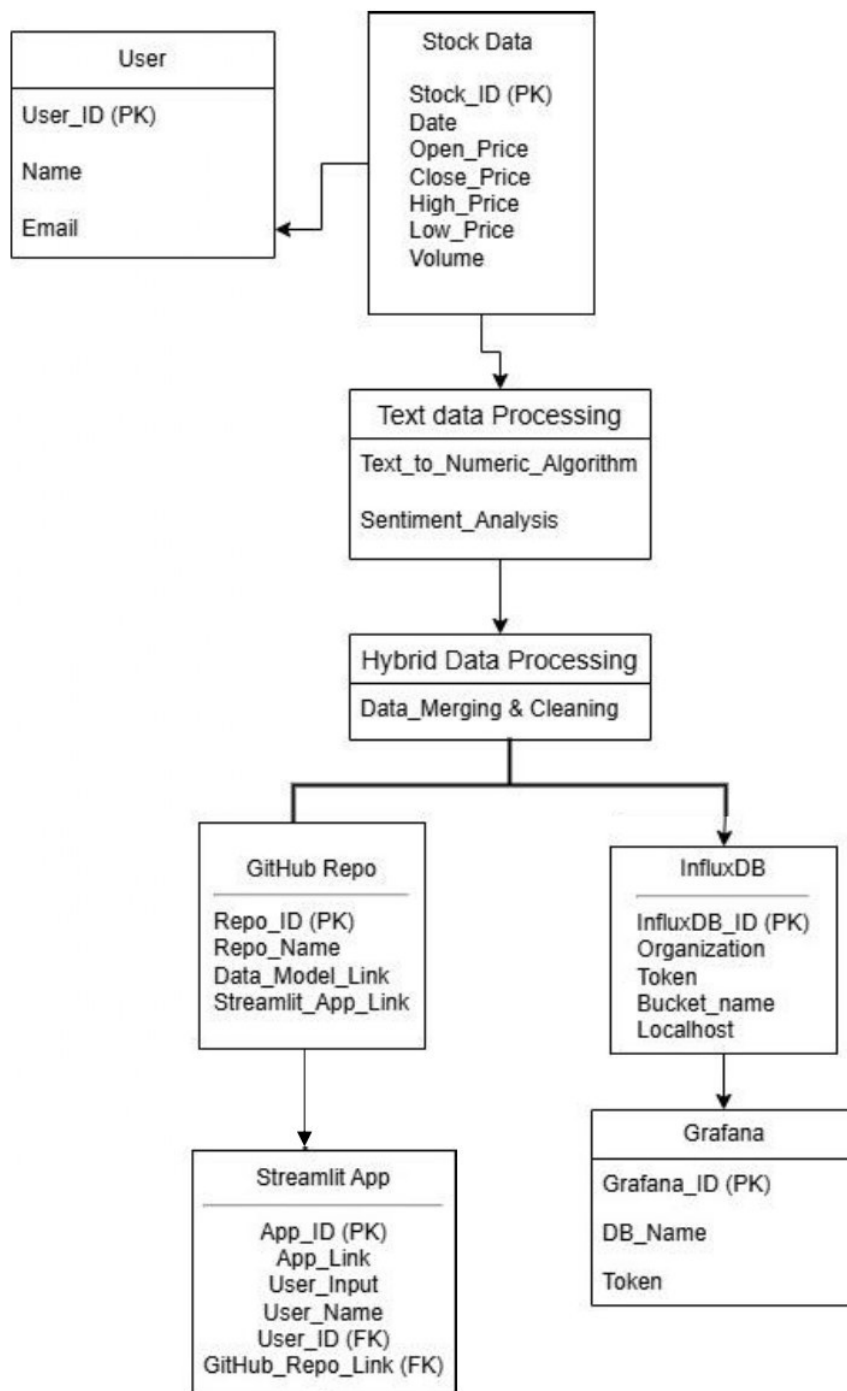 User
User_ID (PK)
Name
Email
Stock Data
Stock_ID (PK)
Date
Open_Price
Close_Price
High_Price
Low_Price
Volume
Text data Processing
Text_to_Numeric_Algorithm
Sentiment_Analysis
Hybrid Data Processing
Data_Merging & Cleaning
GitHub Repo
Repo_ID (PK)
Repo_Name
Data_Model_Link
Streamlit_App_Link
InfluxDB
InfluxDB_ID (PK)
Organization
Token
Bucket_name
Localhost
Streamlit App
App_ID (PK)
App_Link
User_Input
User_Name
User_ID (FK)
GitHub_Repo_Link (FK)
Grafana
Grafana_ID (PK)
DB_Name
Token